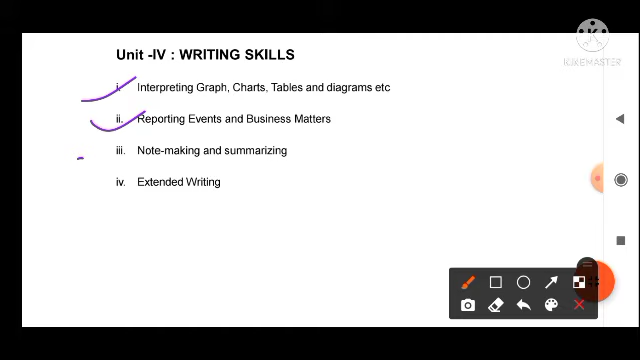 Unit -IV : WRITING SKILLS
i. Interpreting Graph, Charts, Tables and diagrams etc
ii. Reporting Events and Business Matters
iii. Note-making and summarizing
iv. Extended Writing
KINEMASTER